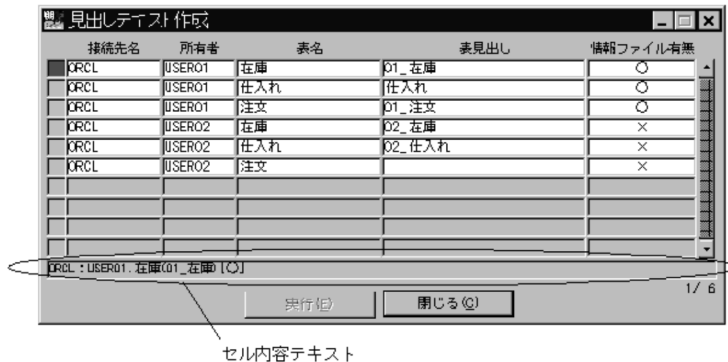 見出しテキスト作成
接続先名 所有者 表名 表見出し 情報ファイル有無
ORCL USER01 在庫 01_在庫 ○
ORCL USER01 仕入れ 仕入れ ○
ORCL USER01 注文 01_注文 ○
ORCL USER02 在庫 02_在庫 ×
ORCL USER02 仕入れ 02_仕入れ ×
ORCL USER02 注文 ×
ORCL：USER01.在庫(01_在庫) [○]
1/ 6
実行(E) 閉じる(C)
セル内容テキスト